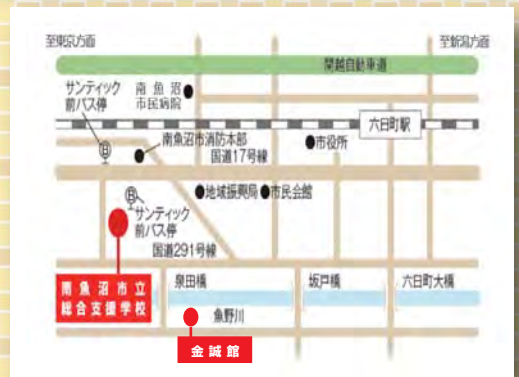 至東京方面
至新潟方面
関越自動車道
サンティック
前バス停
南魚沼
市民病院
六日町駅
南魚沼市消防本部
市役所
国道17号線
B
B
地域振興局
市民会館
サンティック
前バス停
国道291号線
南魚沼市立
総合支援学校
泉田橋
坂戸橋
六日町大橋
魚野川
金誠館